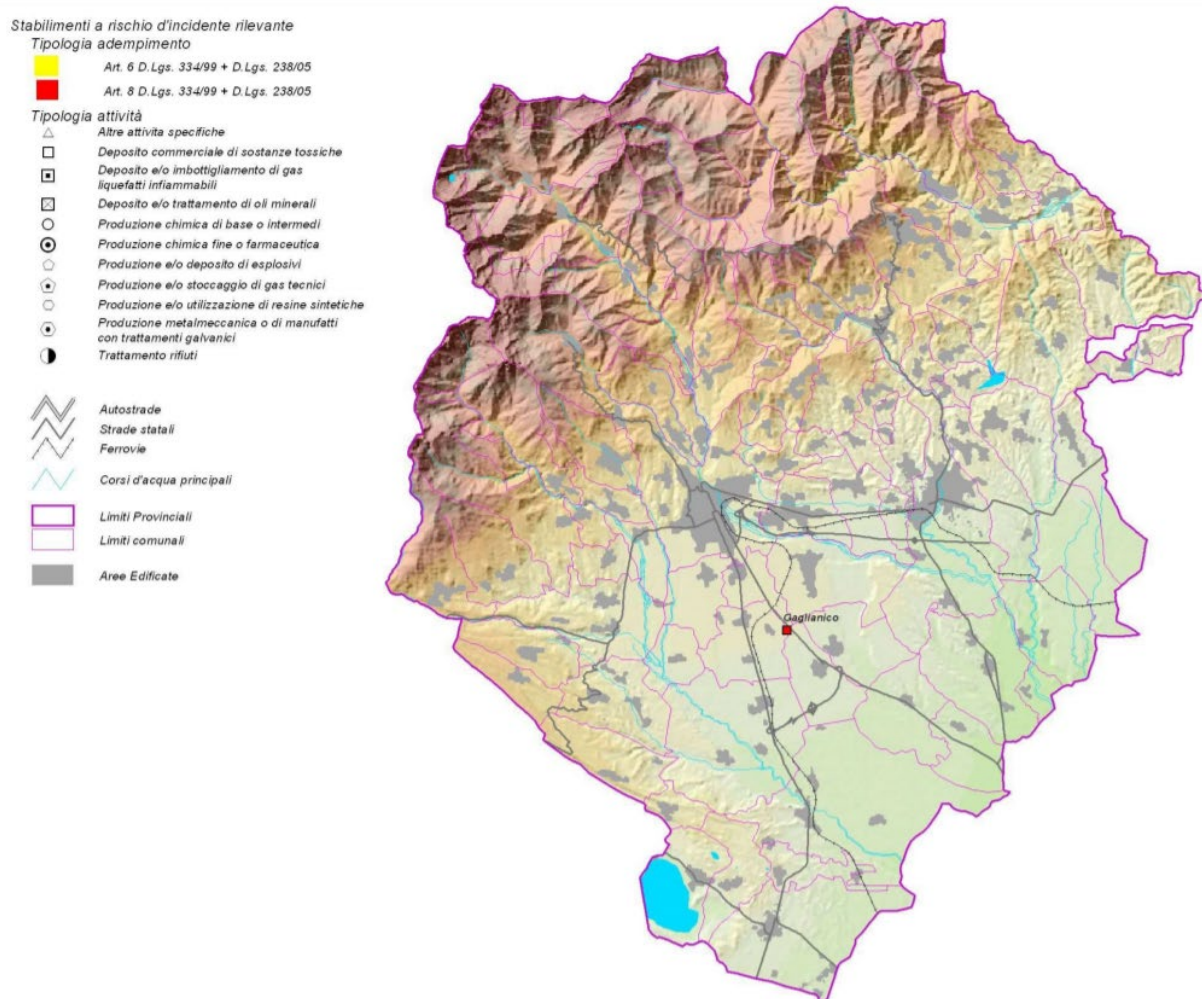 Stabilimenti a rischio d'incidente rilevante
Tipologia adempimento
Art. 6 D.Lgs. 334/99 + D.Lgs. 238/05
Art. 8 D.Lgs. 334/99 + D.Lgs. 238/05
Tipologia attività
Altre attivita specifiche
Deposito commerciale di sostanze tossiche
Deposito e/o imbottigliamento di gas
liquefatti infiammabili
Deposito e/o trattamento di oli minerali
Produzione chimica di base o intermedi
Produzione chimica fine o farmaceutica
Produzione e/o deposito di esplosivi
Produzione e/o stoccaggio di gas tecnici
Produzione e/o utilizzazione di resine sintetiche
Produzione metalmeccanica o di manufatti
con trattamenti galvanici
Trattamento rifiuti
Autostrade
Strade statali
Ferrovie
Corsi d'acqua principali
Limiti Provinciali
Limiti comunali
Aree Edificate
Gaglianico